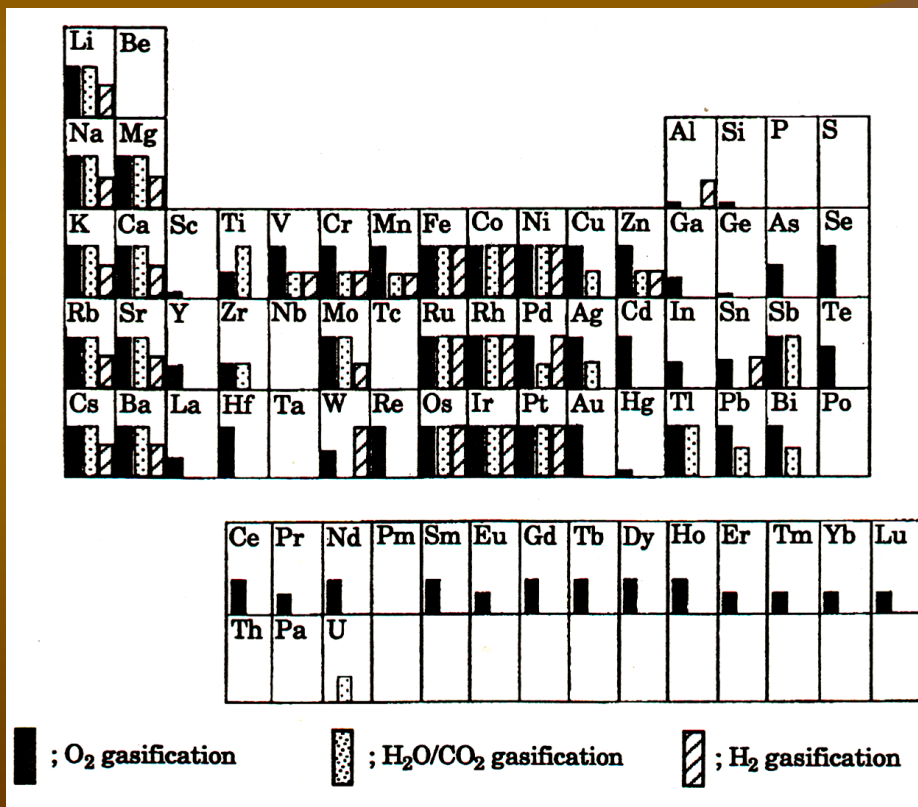 Li Be
Na Mg Al Si P S
K Ca Sc Ti V Cr Mn Fe Co Ni Cu Zn Ga Ge As Se
Rb Sr Y Zr Nb Mo Tc Ru Rh Pd Ag Cd In Sn Sb Te
Cs Ba La Hf Ta W Re Os Ir Pt Au Hg Tl Pb Bi Po
Ce Pr Nd Pm Sm Eu Gd Tb Dy Ho Er Tm Yb Lu
Th Pa U
; O₂ gasification ; H₂O/CO₂ gasification ; H₂ gasification